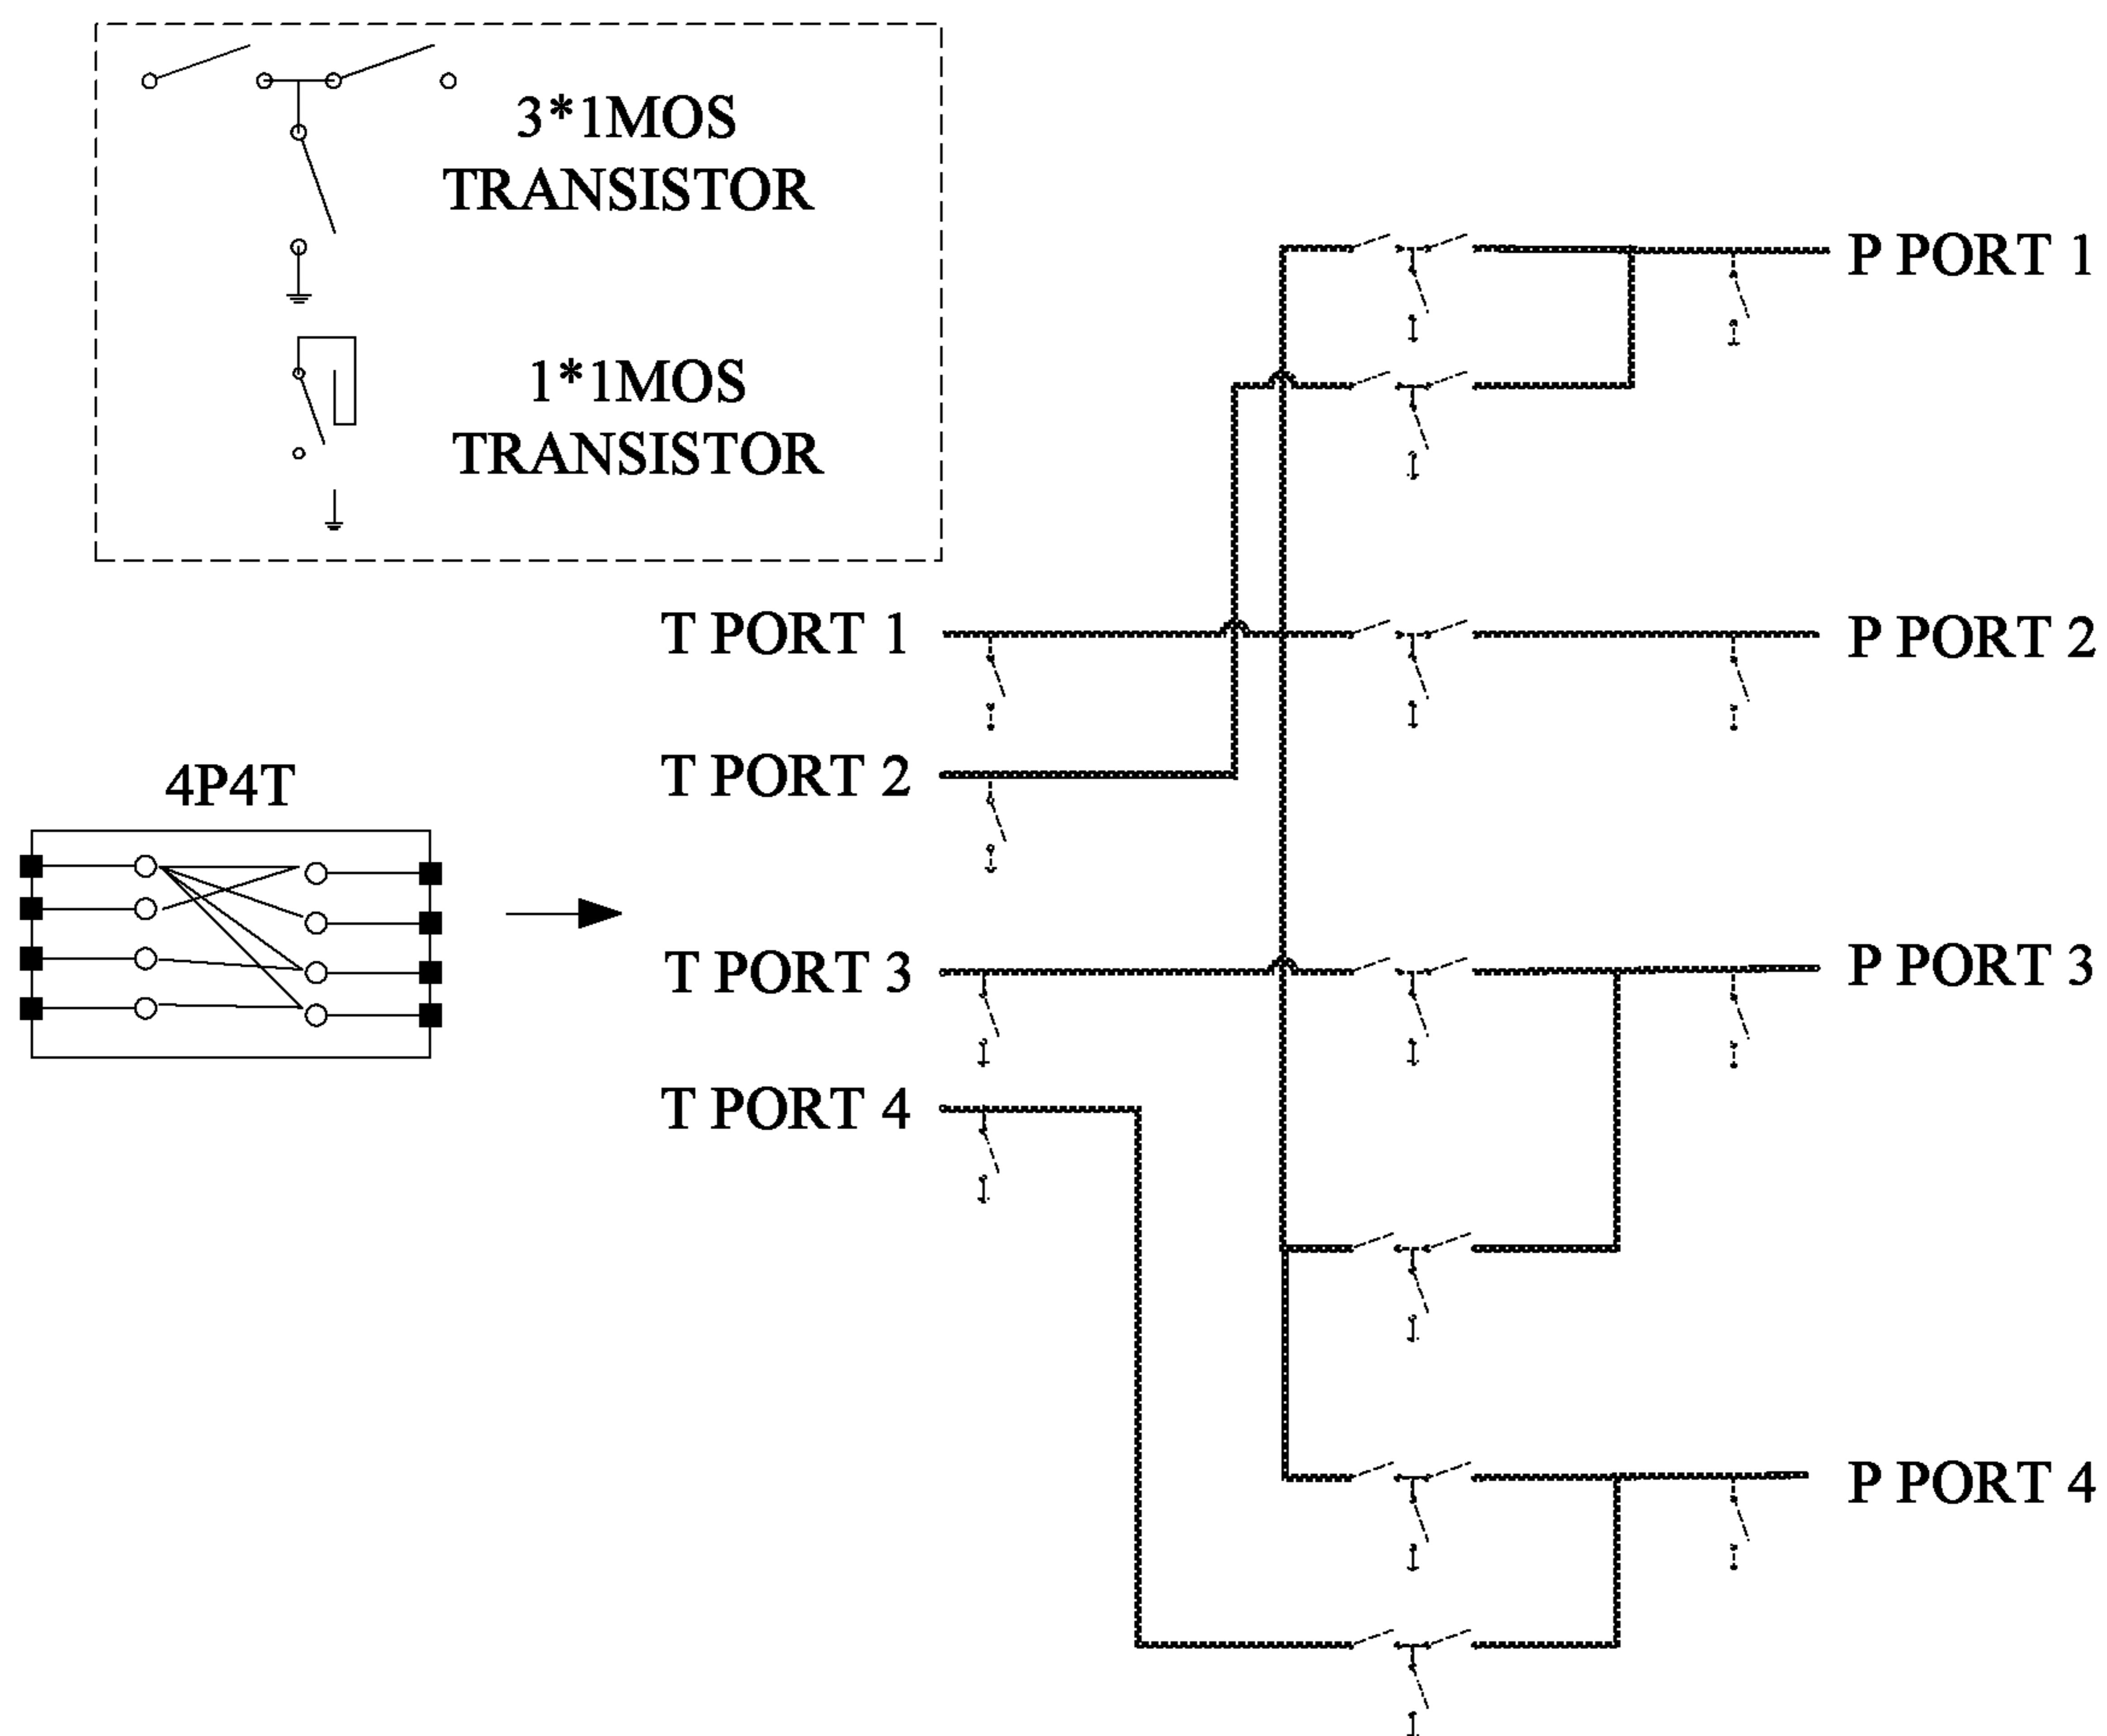 3*1MOS
TRANSISTOR
1*1MOS
TRANSISTOR
P PORT 1
T PORT 1
P PORT 2
T PORT 2
4P4T
T PORT 3
P PORT 3
T PORT 4
P PORT 4